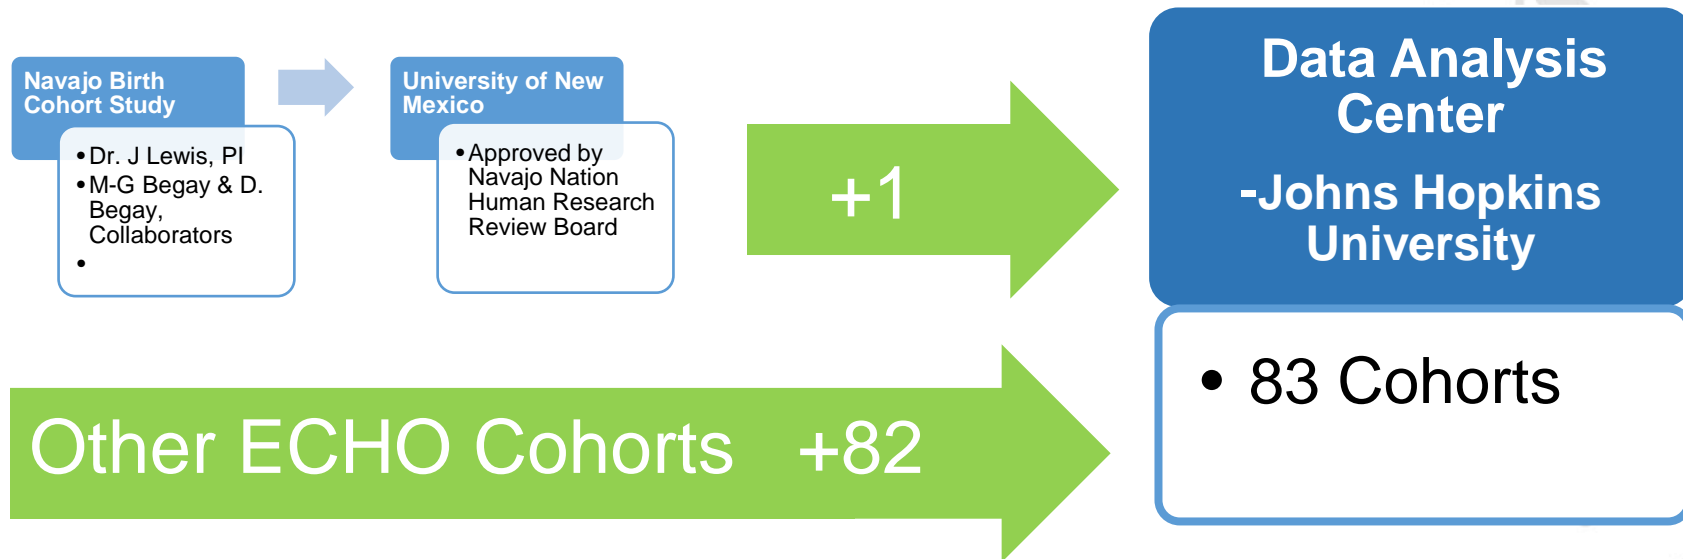 Navajo Birth
Cohort Study
•Dr. J Lewis, PI
•M-G Begay & D.
Begay,
Collaborators
•
University of New
Mexico
•Approved by
Navajo Nation
Human Research
Review Board
+1
Data Analysis
Center
-Johns Hopkins
University
• 83 Cohorts
Other ECHO Cohorts +82